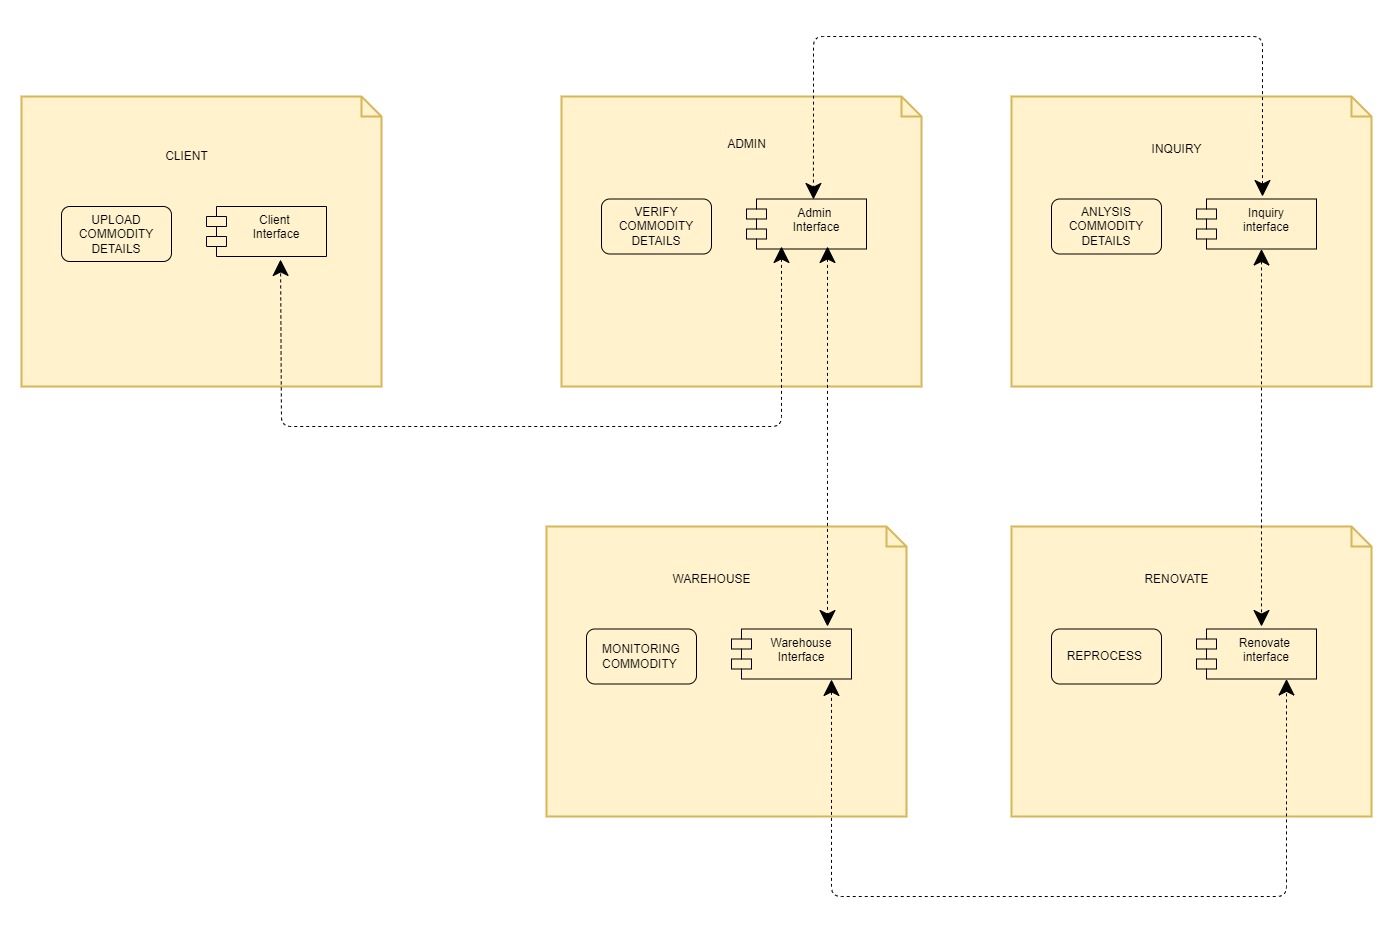 CLIENT
UPLOAD
COMMODITY
DETAILS
Client
Interface
ADMIN
VERIFY
COMMODITY
DETAILS
Admin
Interface
INQUIRY
ANLYSIS
COMMODITY
DETAILS
Inquiry
interface
WAREHOUSE
MONITORING
COMMODITY
Warehouse
Interface
RENOVATE
REPROCESS
Renovate
interface